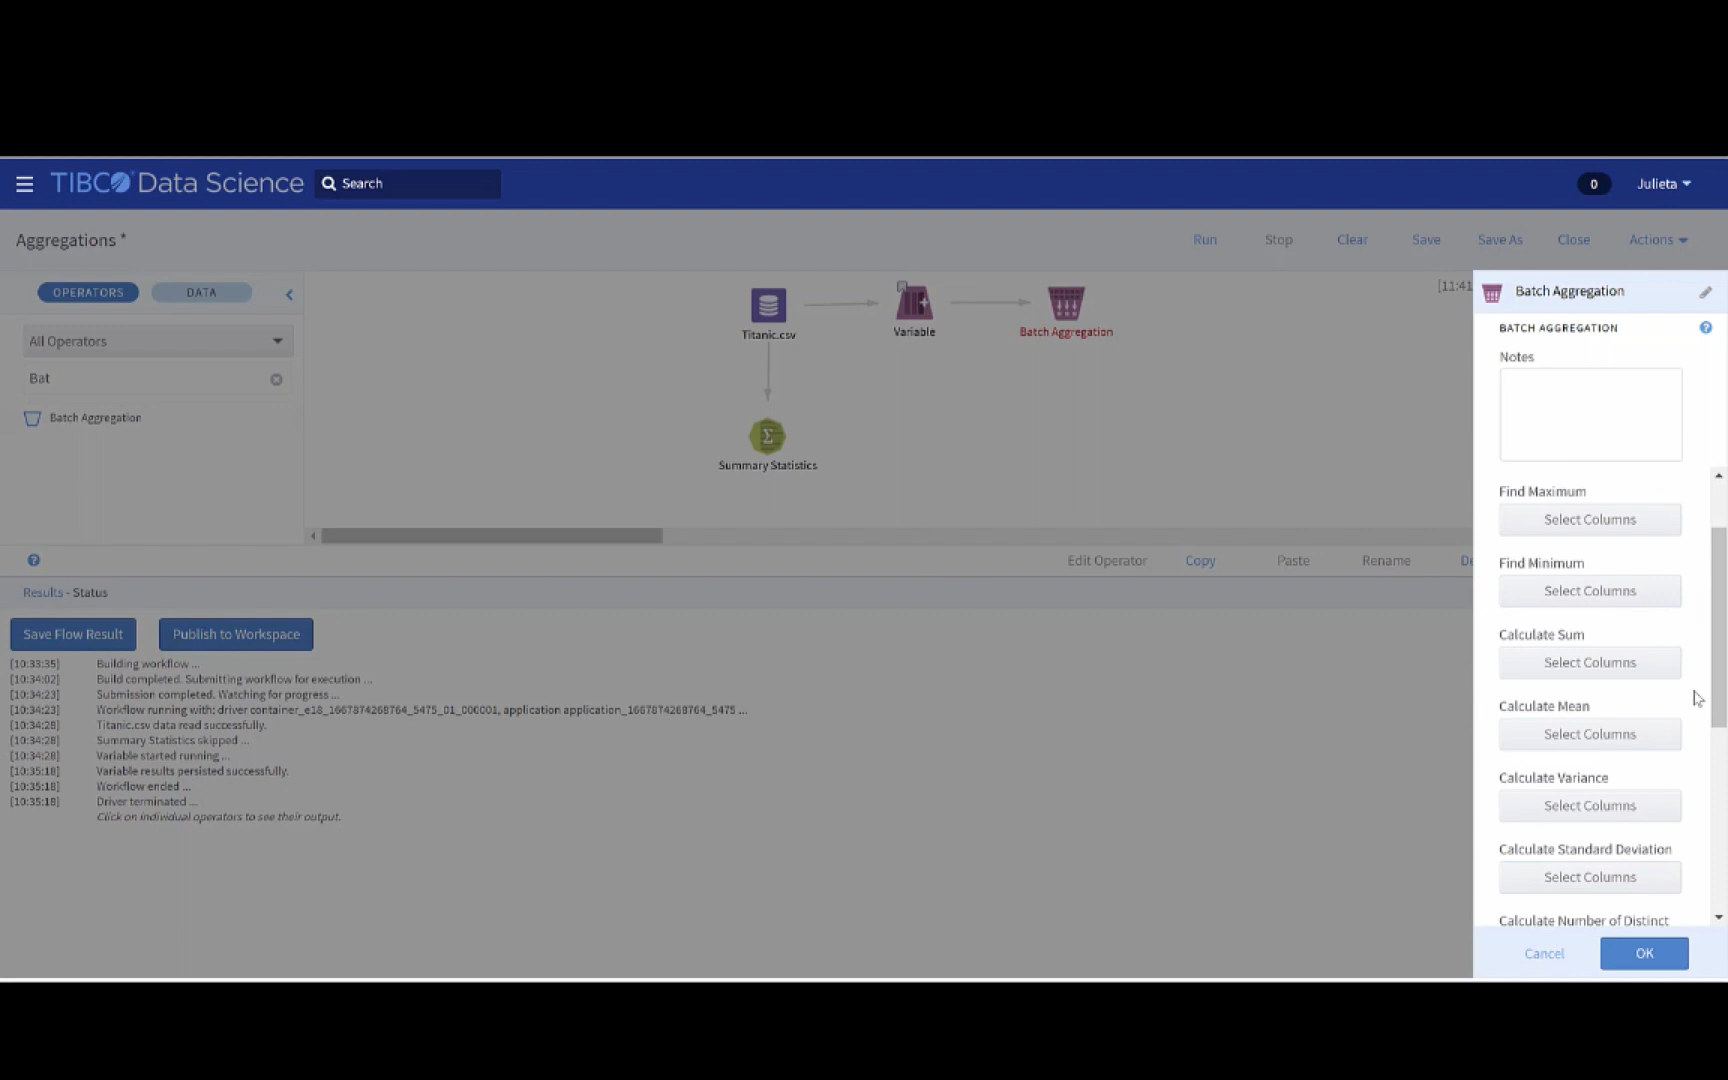 TIBCO Data Science
Search
0
Julieta
Aggregations *
Run
Stop
Clear
Save
Save As
Close
Actions
OPERATORS
DATA
All Operators
Bat
Batch Aggregation
Titanic.csv
Variable
Batch Aggregation
Summary Statistics
[11:41
Edit Operator
Copy
Paste
Rename
De
Results - Status
Save Flow Result
Publish to Workspace
[10:33:35] Building workflow ...
[10:34:02] Build completed. Submitting workflow for execution ...
[10:34:23] Submission completed. Watching for progress ...
[10:34:23] Workflow running with: driver container_e18_1667874268764_5475_01_000001, application application_1667874268764_5475 ...
[10:34:28] Titanic.csv data read successfully.
[10:34:28] Summary Statistics skipped ...
[10:34:28] Variable started running ...
[10:35:18] Variable results persisted successfully.
[10:35:18] Workflow ended ...
[10:35:18] Driver terminated ...
Click on individual operators to see their output.
Batch Aggregation
BATCH AGGREGATION
Notes
Find Maximum
Select Columns
Find Minimum
Select Columns
Calculate Sum
Select Columns
Calculate Mean
Select Columns
Calculate Variance
Select Columns
Calculate Standard Deviation
Select Columns
Calculate Number of Distinct
Cancel
OK